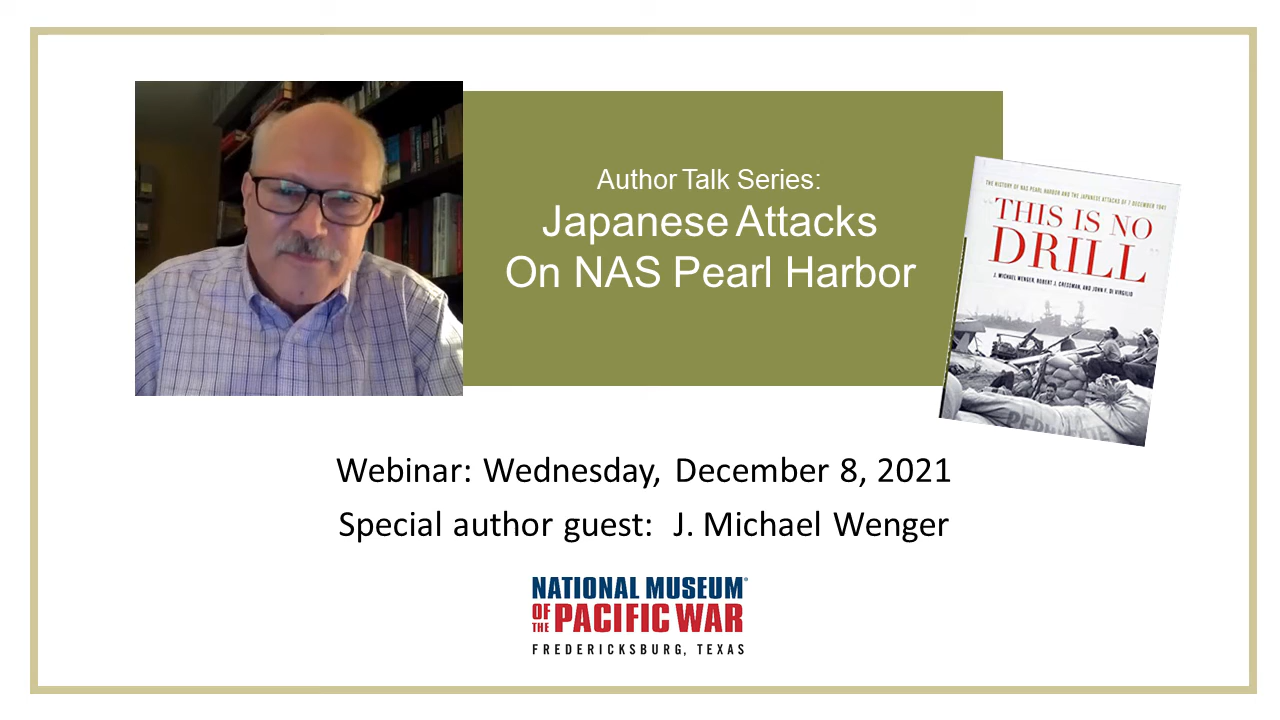 Author Talk Series:
Japanese Attacks
On NAS Pearl Harbor
THE HISTORY OF NAS PEARL HARBOR AND THE JAPANESE ATTACKS OF 7 DECEMBER 1941
"THIS IS NO
DRILL"
J. MICHAEL WENGER, ROBERT J. CRESSMAN, AND JOHN F. DI VIRGILIO
PERMANENTE
Webinar: Wednesday, December 8, 2021
Special author guest: J. Michael Wenger
NATIONAL MUSEUM®
OF THE PACIFIC WAR
FREDERICKSBURG, TEXAS